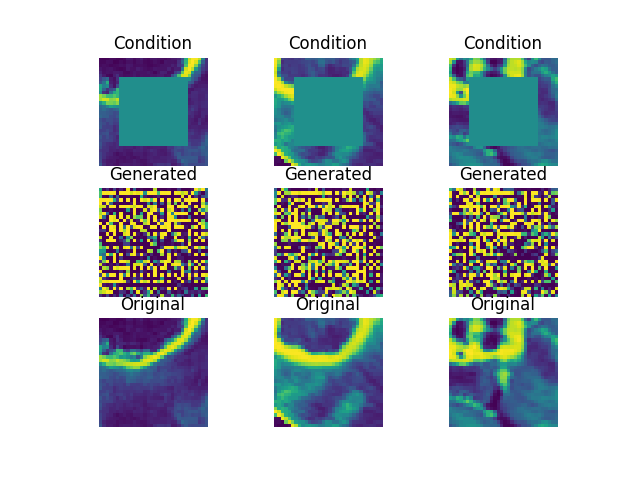 Condition Condition Condition
Generated Generated Generated
Original Original Original